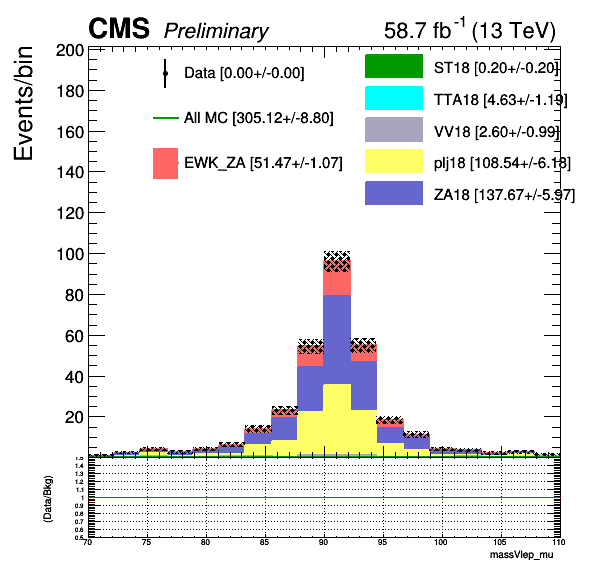 CMS Preliminary 58.7 fb⁻¹ (13 TeV)
Events/bin
200
180
160
140
120
100
80
60
40
20
Data [0.00+/-0.00]
All MC [305.12+/-8.80]
EWK_ZA [51.47+/-1.07]
ST18 [0.20+/-0.20]
TTA18 [4.63+/-1.19]
VV18 [2.60+/-0.99]
plj18 [108.54+/-6.18]
ZA18 [137.67+/-5.97]
(Data/Bkg)
1.5
1.4
1.3
1.2
1.1
1
0.9
0.8
0.7
0.6
0.5
70 75 80 85 90 95 100 105 110
massVlep_mu